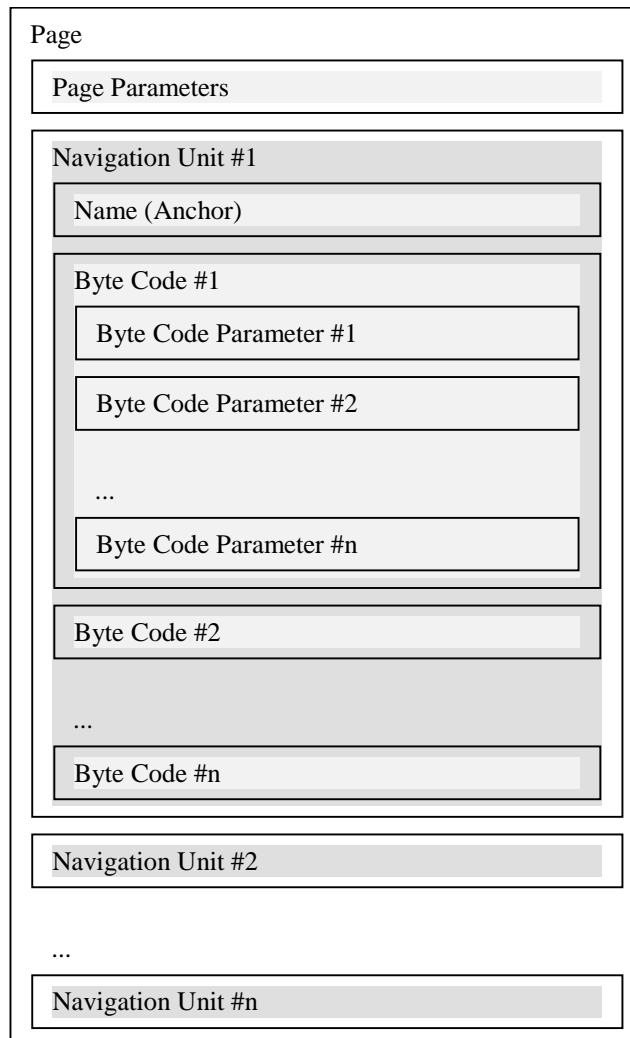 Page
Page Parameters
Navigation Unit #1
Name (Anchor)
Byte Code #1
Byte Code Parameter #1
Byte Code Parameter #2
...
Byte Code Parameter #n
Byte Code #2
...
Byte Code #n
Navigation Unit #2
...
Navigation Unit #n